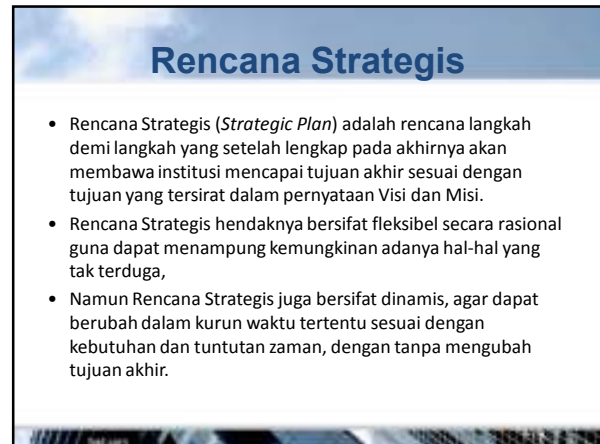 Rencana Strategis
• Rencana Strategis (Strategic Plan) adalah rencana langkah
demi langkah yang setelah lengkap pada akhirnya akan
membawa institusi mencapai tujuan akhir sesuai dengan
tujuan yang tersirat dalam pernyataan Visi dan Misi.
• Rencana Strategis hendaknya bersifat fleksibel secara rasional
guna dapat menampung kemungkinan adanya hal-hal yang
tak terduga,
• Namun Rencana Strategis juga bersifat dinamis, agar dapat
berubah dalam kurun waktu tertentu sesuai dengan
kebutuhan dan tuntutan zaman, dengan tanpa mengubah
tujuan akhir.